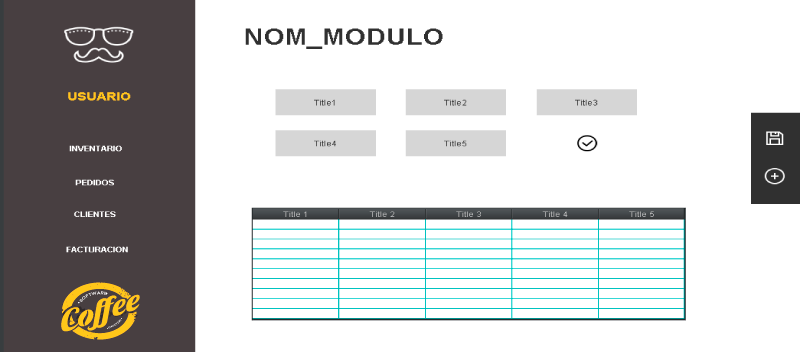 USUARIO
INVENTARIO
PEDIDOS
CLIENTES
FACTURACION
SOFTWARE
Coffee
NOM_MODULO
Title1 Title2 Title3
Title4 Title5
Title 1 Title 2 Title 3 Title 4 Title 5